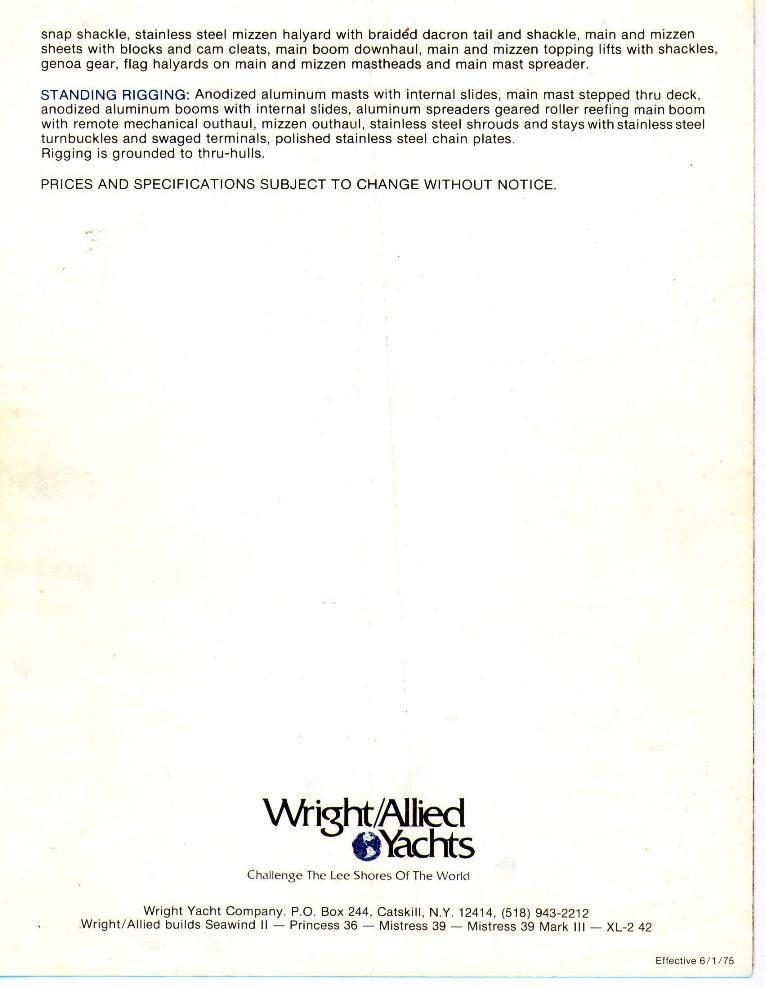 snap shackle, stainless steel mizzen halyard with braided dacron tail and shackle, main and mizzen
sheets with blocks and cam cleats, main boom downhaul, main and mizzen topping lifts with shackles,
genoa gear, flag halyards on main and mizzen mastheads and main mast spreader.
STANDING RIGGING: Anodized aluminum masts with internal slides, main mast stepped thru deck,
anodized aluminum booms with internal slides, aluminum spreaders geared roller reefing main boom
with remote mechanical outhaul, mizzen outhaul, stainless steel shrouds and stays with stainless steel
turnbuckles and swaged terminals, polished stainless steel chain plates.
Rigging is grounded to thru-hulls.
PRICES AND SPECIFICATIONS SUBJECT TO CHANGE WITHOUT NOTICE.
Wright/Allied
Yachts
Challenge The Lee Shores Of The World
Wright Yacht Company. P.O. Box 244, Catskill, N.Y. 12414, (518) 943-2212
Wright/Allied builds Seawind II — Princess 36 — Mistress 39 — Mistress 39 Mark III — XL-2 42
Effective 6/1/75